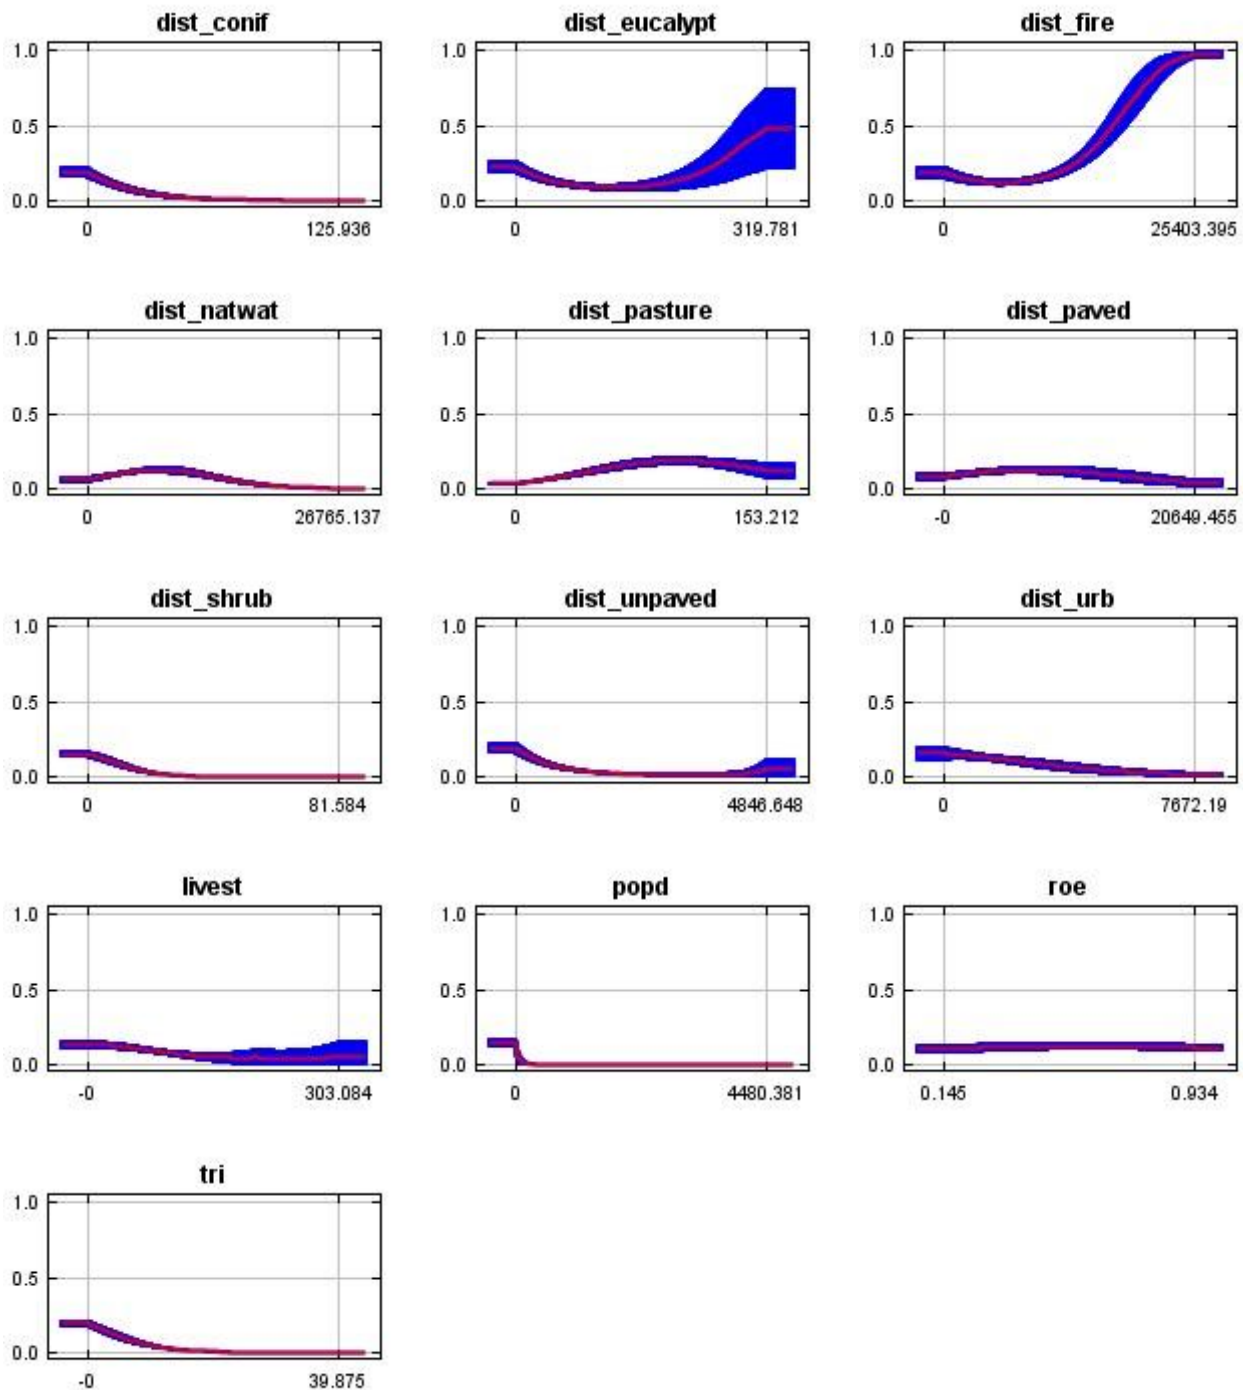 dist_conif dist_eucalypt dist_fire
1.0 1.0 1.0
0.5 0.5 0.5
0.0 0.0 0.0
0 125.936 0 319.781 0 25403.395
dist_natwat dist_pasture dist_paved
1.0 1.0 1.0
0.5 0.5 0.5
0.0 0.0 0.0
0 26765.137 0 153.212 -0 20649.455
dist_shrub dist_unpaved dist_urb
1.0 1.0 1.0
0.5 0.5 0.5
0.0 0.0 0.0
0 81.584 0 4846.648 0 7672.19
livest popd roe
1.0 1.0 1.0
0.5 0.5 0.5
0.0 0.0 0.0
-0 303.084 0 4480.381 0.145 0.934
tri
1.0
0.5
0.0
-0 39.875